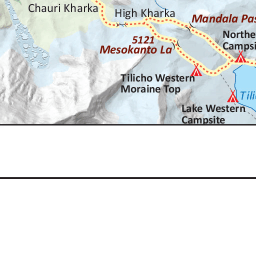 Chauri Kharka
High Kharka
Mandala Pas
5121
Mesokanto La
Northe
Campsi
Tilicho Western
Moraine Top
Tili
Lake Western
Campsite